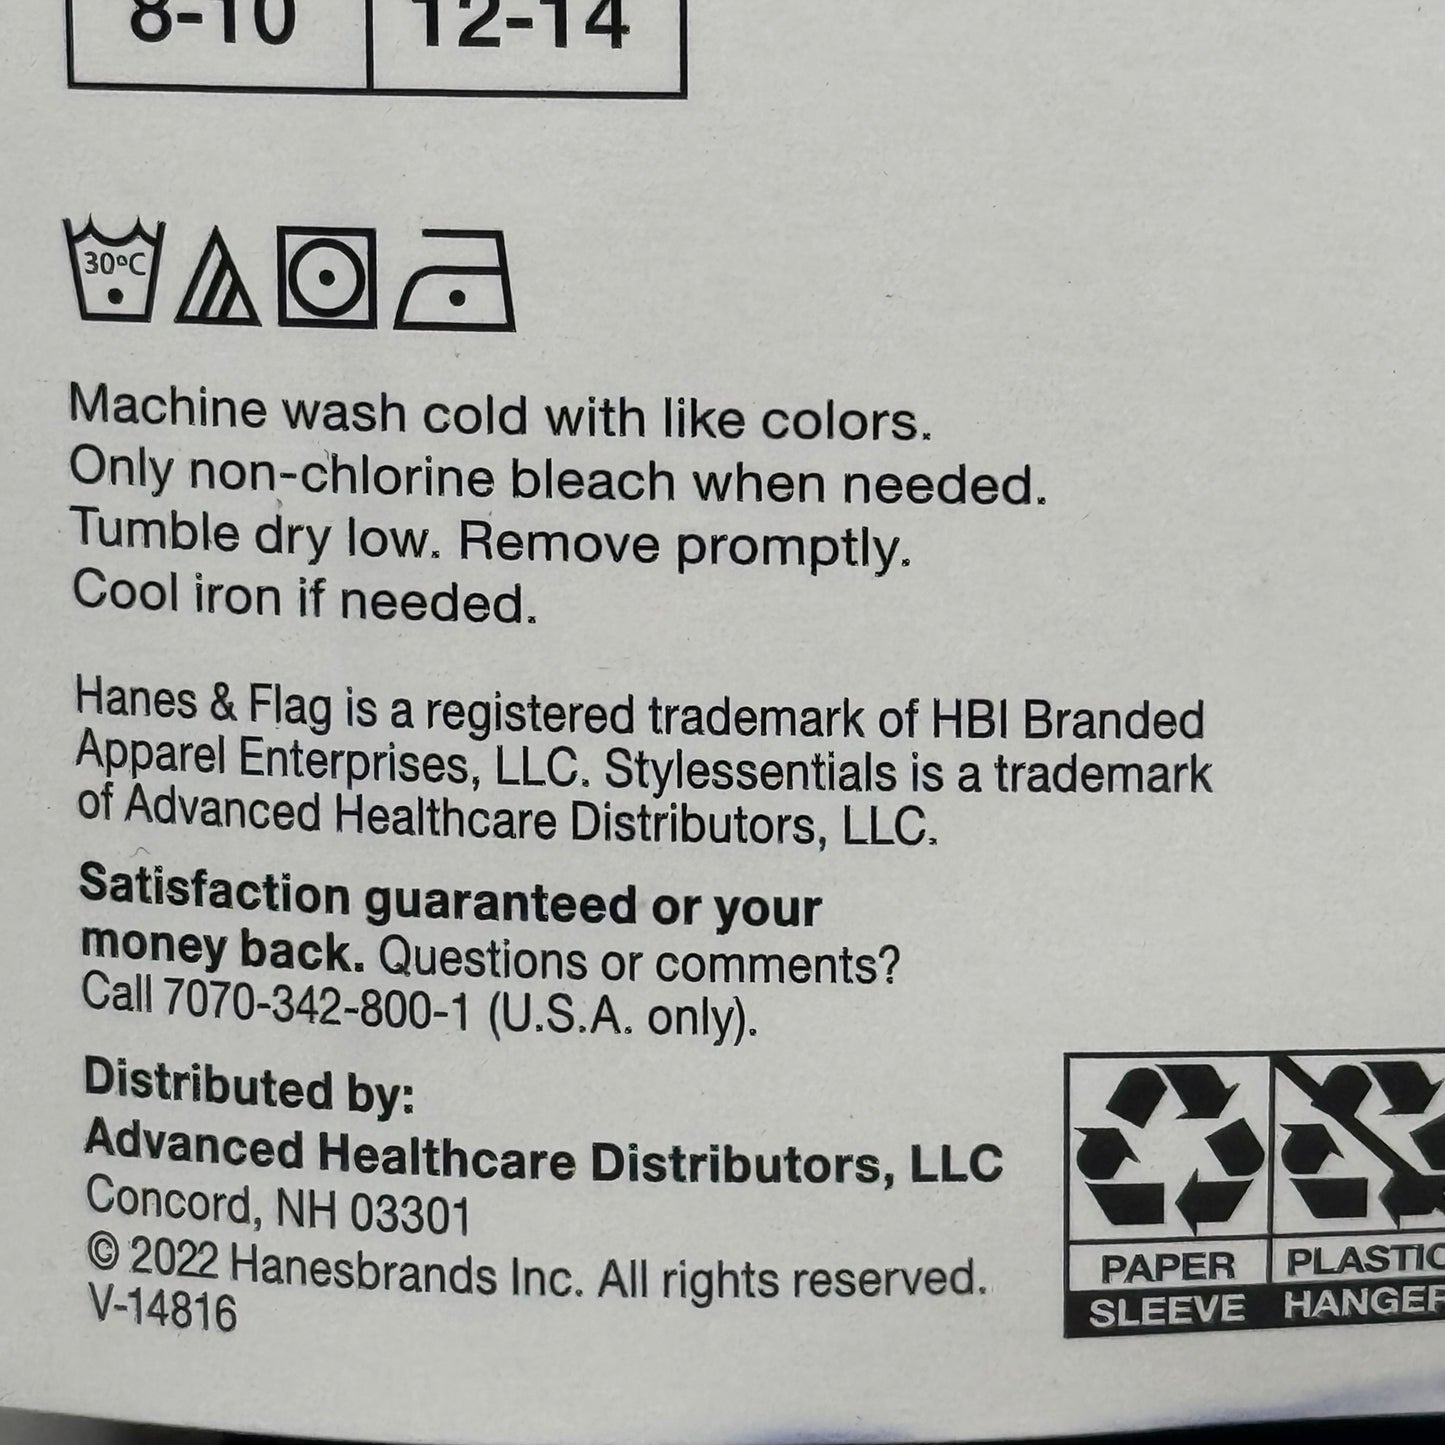 8-10 12-14
30°C
Machine wash cold with like colors.
Only non-chlorine bleach when needed.
Tumble dry low. Remove promptly.
Cool iron if needed.
Hanes & Flag is a registered trademark of HBI Branded
Apparel Enterprises, LLC. Stylessentials is a trademark
of Advanced Healthcare Distributors, LLC.
Satisfaction guaranteed or your
money back. Questions or comments?
Call 7070-342-800-1 (U.S.A. only).
Distributed by:
Advanced Healthcare Distributors, LLC
Concord, NH 03301
© 2022 Hanesbrands Inc. All rights reserved.
V-14816
PAPER PLASTIC
SLEEVE HANGER